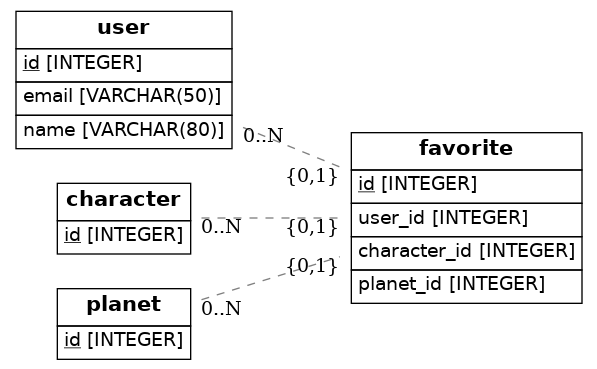 user
id [INTEGER]
email [VARCHAR(50)]
name [VARCHAR(80)]
0..N
{0,1}
character
id [INTEGER]
0..N
{0,1}
planet
id [INTEGER]
0..N
{0,1}
favorite
id [INTEGER]
user_id [INTEGER]
character_id [INTEGER]
planet_id [INTEGER]